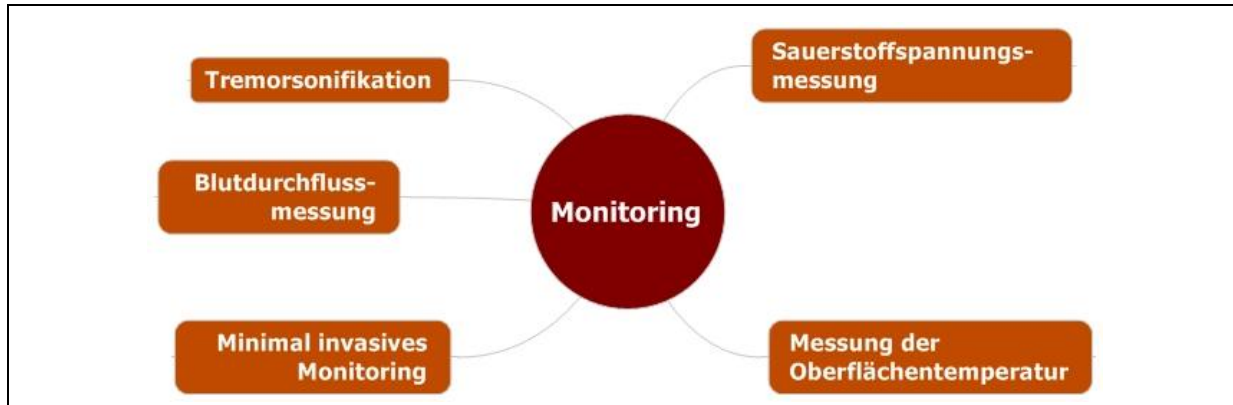 Tremorsonifikation
Blutdurchfluss-
messung
Minimal invasives
Monitoring
Monitoring
Sauerstoffspannungs-
messung
Messung der
Oberflächentemperatur